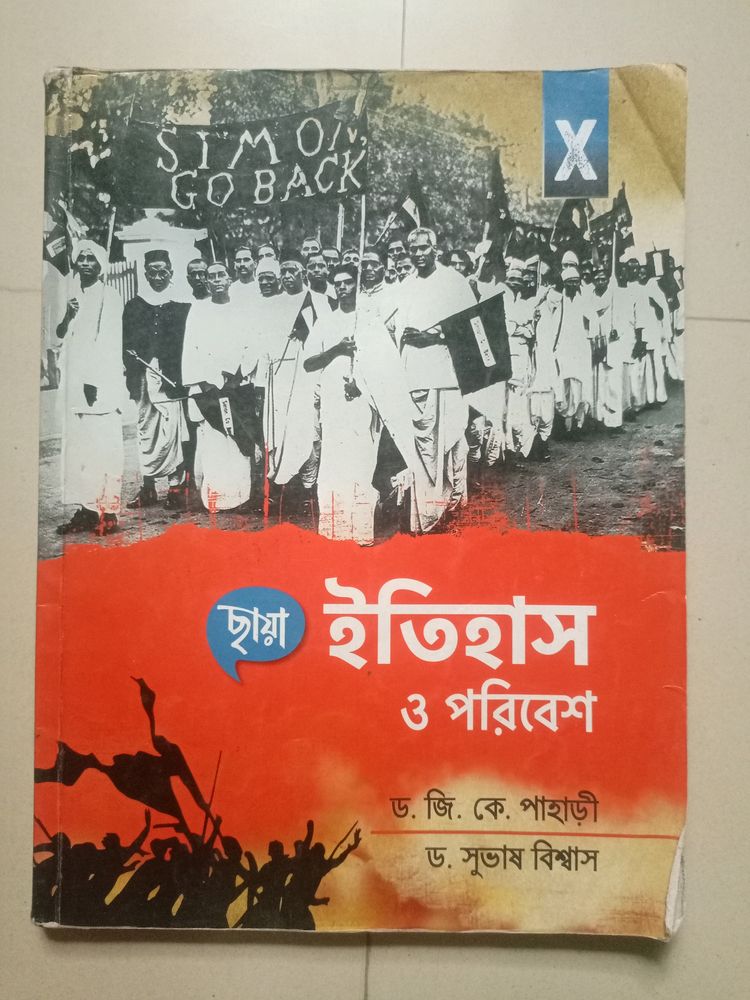 SIMON,
GO BACK
X
ছায়া
ইতিহাস
ও পরিবেশ
ড. জি. কে. পাহাড়ী
ড. সুভাষ বিশ্বাস